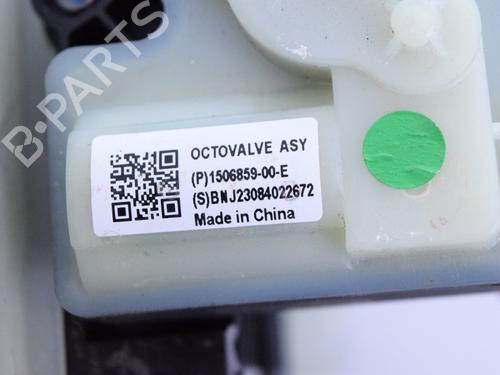 B-PARTS
OCTOVALVE ASY
(P)1506859-00-E
(S)BNJ23084022672
Made in China